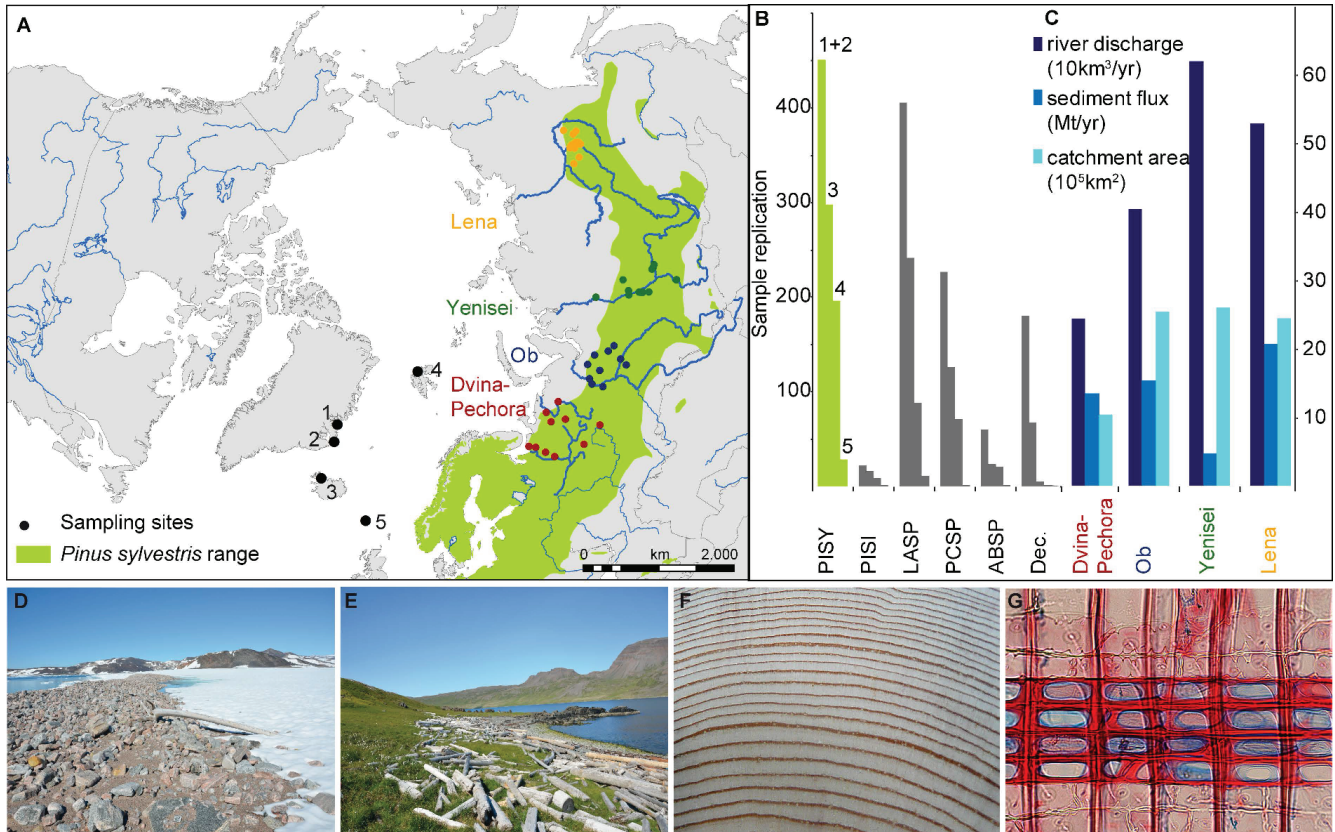 A
Lena
Yenisei
Ob
Dvina-
Pechora
4
1
2
3
5
Sampling sites
Pinus sylvestris range
0 km 2.000
B
1+2
3
4
5
400
300
200
100
Sample replication
PISY
PISI
LASP
PCSP
ABSP
Dec.
C
river discharge
(10km³/yr)
sediment flux
(Mt/yr)
catchment area
(10⁵km²)
60
50
40
30
20
10
Dvina-
Pechora
Ob
Yenisei
Lena
D
E
F
G